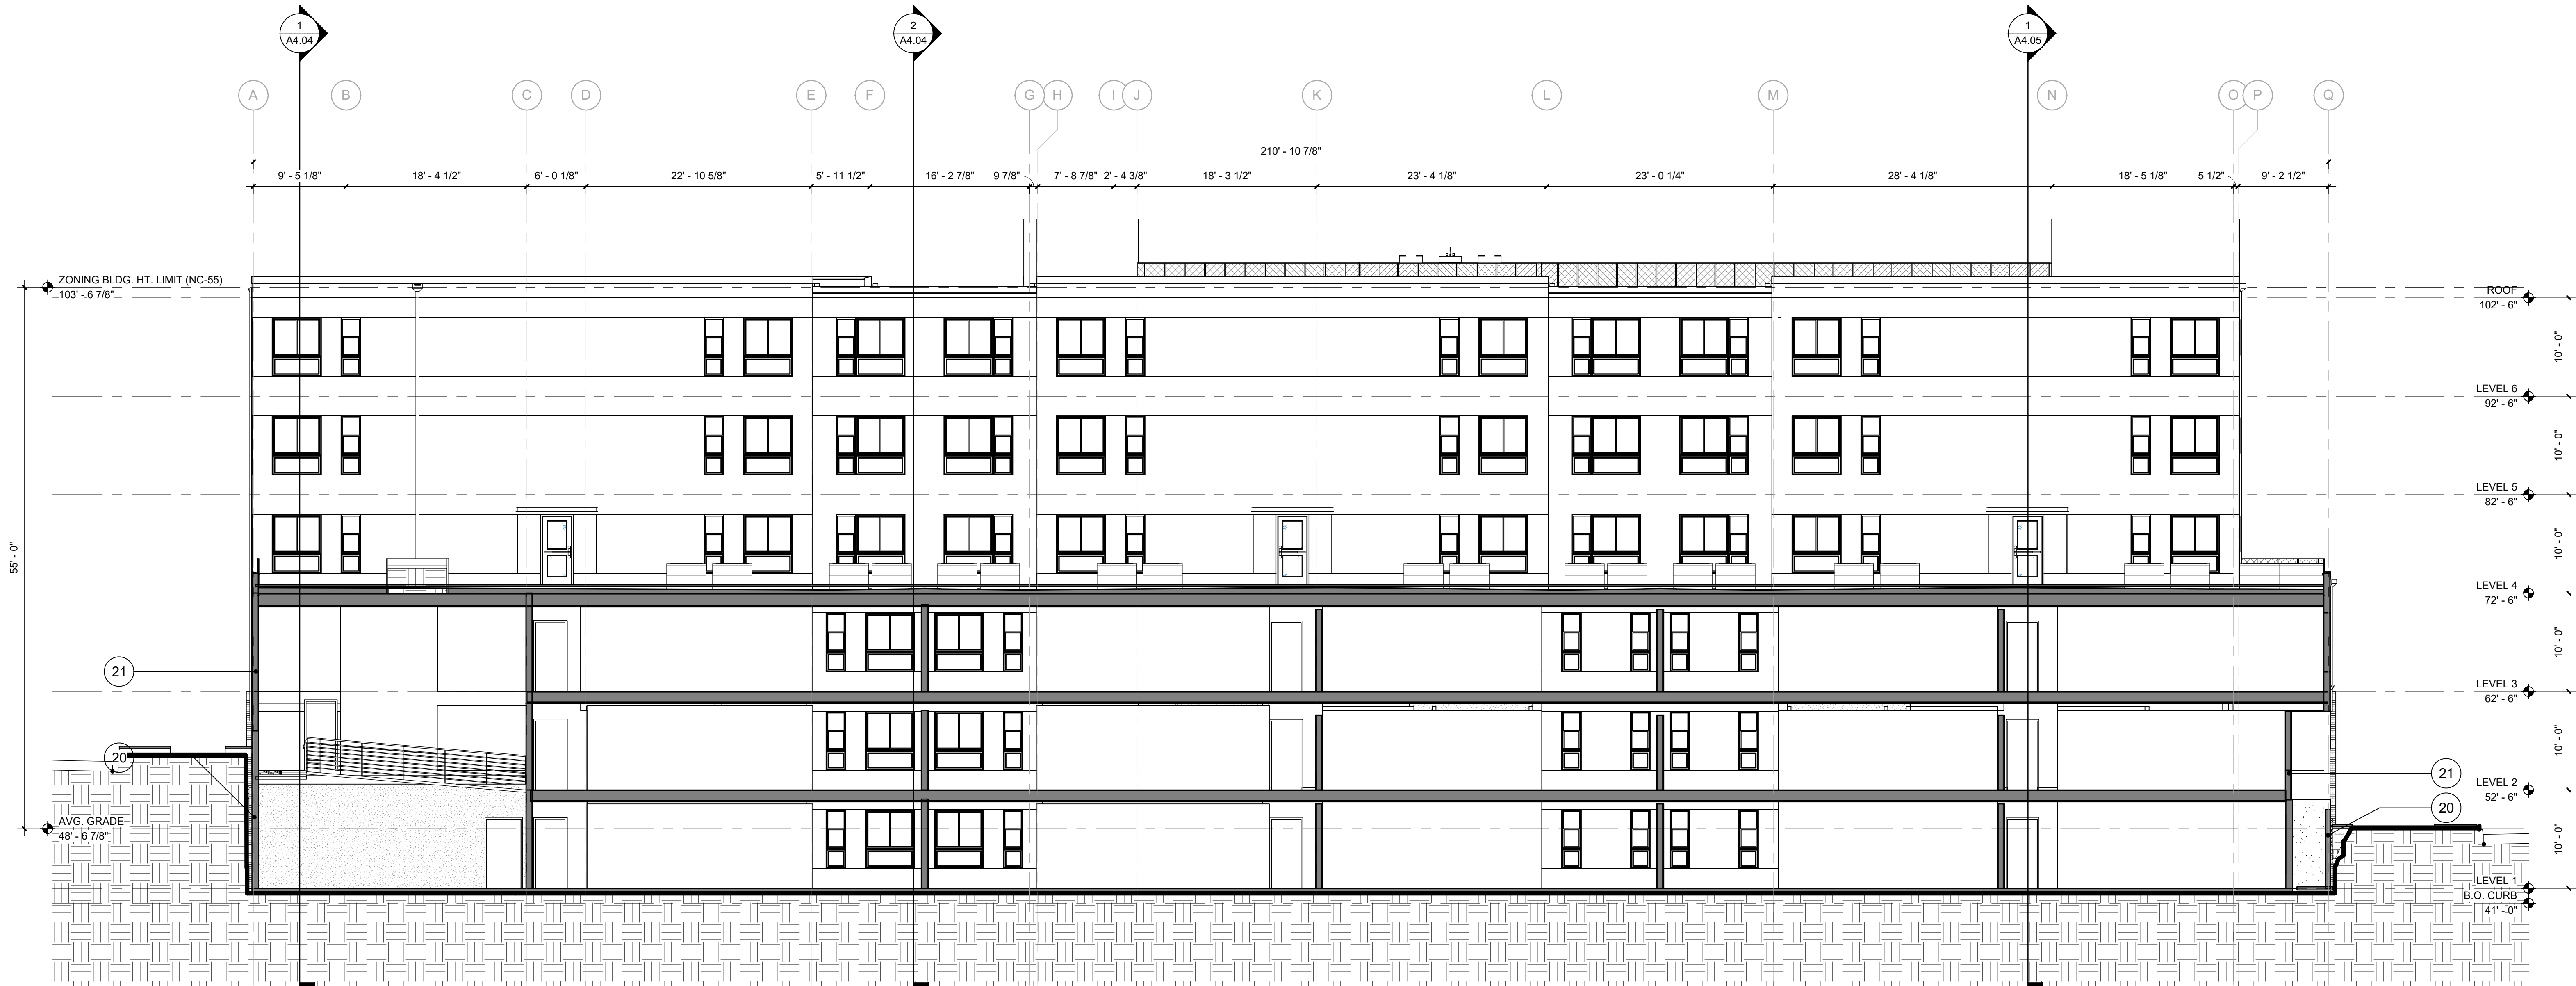 1
A4.04
2
A4.04
1
A4.05
A B C D E F G H I J K L M N O P Q
210' - 10 7/8"
9' - 5 1/8" 18' - 4 1/2" 6' - 0 1/8" 22' - 10 5/8" 5' - 11 1/2" 16' - 2 7/8" 9 7/8" 7' - 8 7/8" 2' - 4 3/8" 18' - 3 1/2" 23' - 4 1/8" 23' - 0 1/4" 28' - 4 1/8" 18' - 5 1/8" 5 1/2" 9' - 2 1/2"
ZONING BLDG. HT. LIMIT (NC-55)
103' - 6 7/8"
ROOF
102' - 6"
10' - 0"
LEVEL 6
92' - 6"
10' - 0"
LEVEL 5
82' - 6"
10' - 0"
55' - 0"
LEVEL 4
72' - 6"
10' - 0"
21
LEVEL 3
62' - 6"
10' - 0"
20
21
LEVEL 2
52' - 6"
20
AVG. GRADE
48' - 6 7/8"
10' - 0"
LEVEL 1
B.O. CURB
41' - 0"